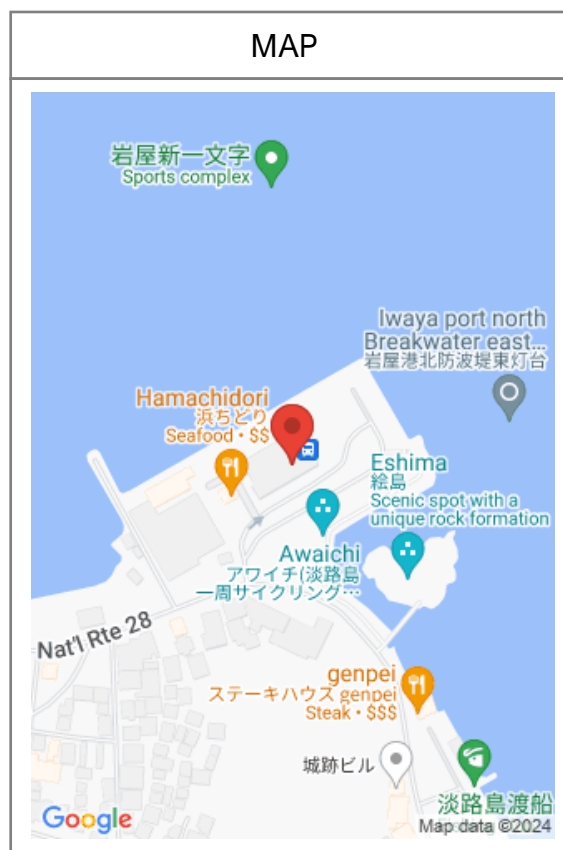 MAP
岩屋新一文字
Sports complex
Iwaya port north
Breakwater east...
岩屋港北防波堤東灯台
Hamachidori
浜ちどり
Seafood • $$
Eshima
絵島
Scenic spot with a
unique rock formation
Awaichi
アワイチ(淡路島
一周サイクリング…
Nat'l Rte 28
genpei
ステーキハウス genpei
Steak • $$$
城跡ビル
淡路島渡船
Google
Map data ©2024